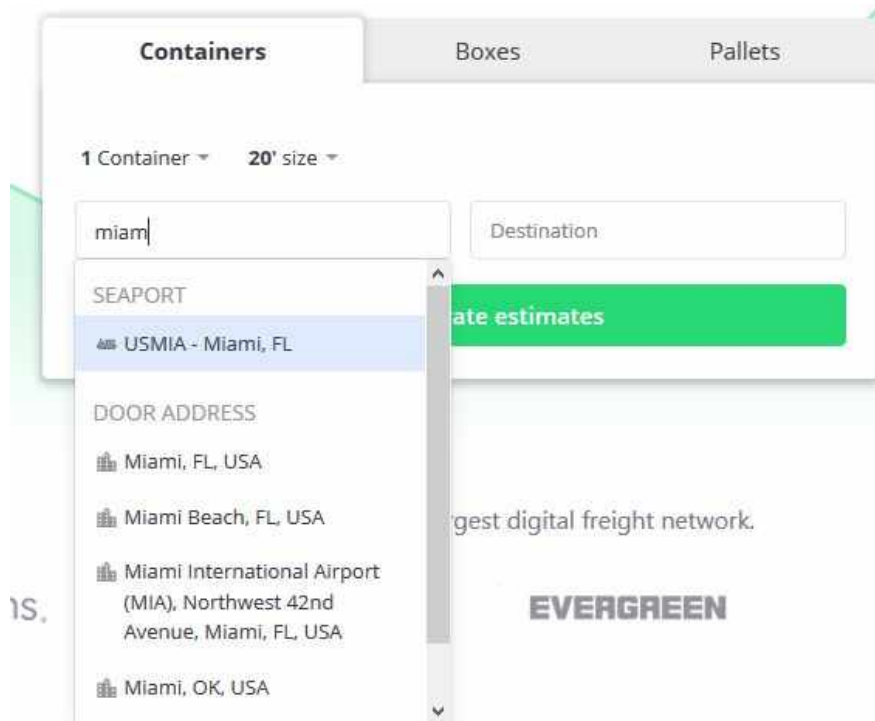 Containers Boxes Pallets
1 Container 20' size
miam Destination
SEAPORT
ate estimates
USMIA - Miami, FL
DOOR ADDRESS
Miami, FL, USA
Miami Beach, FL, USA
gest digital freight network.
Miami International Airport
(MIA), Northwest 42nd
Avenue, Miami, FL, USA
EVERGREEN
Miami, OK, USA